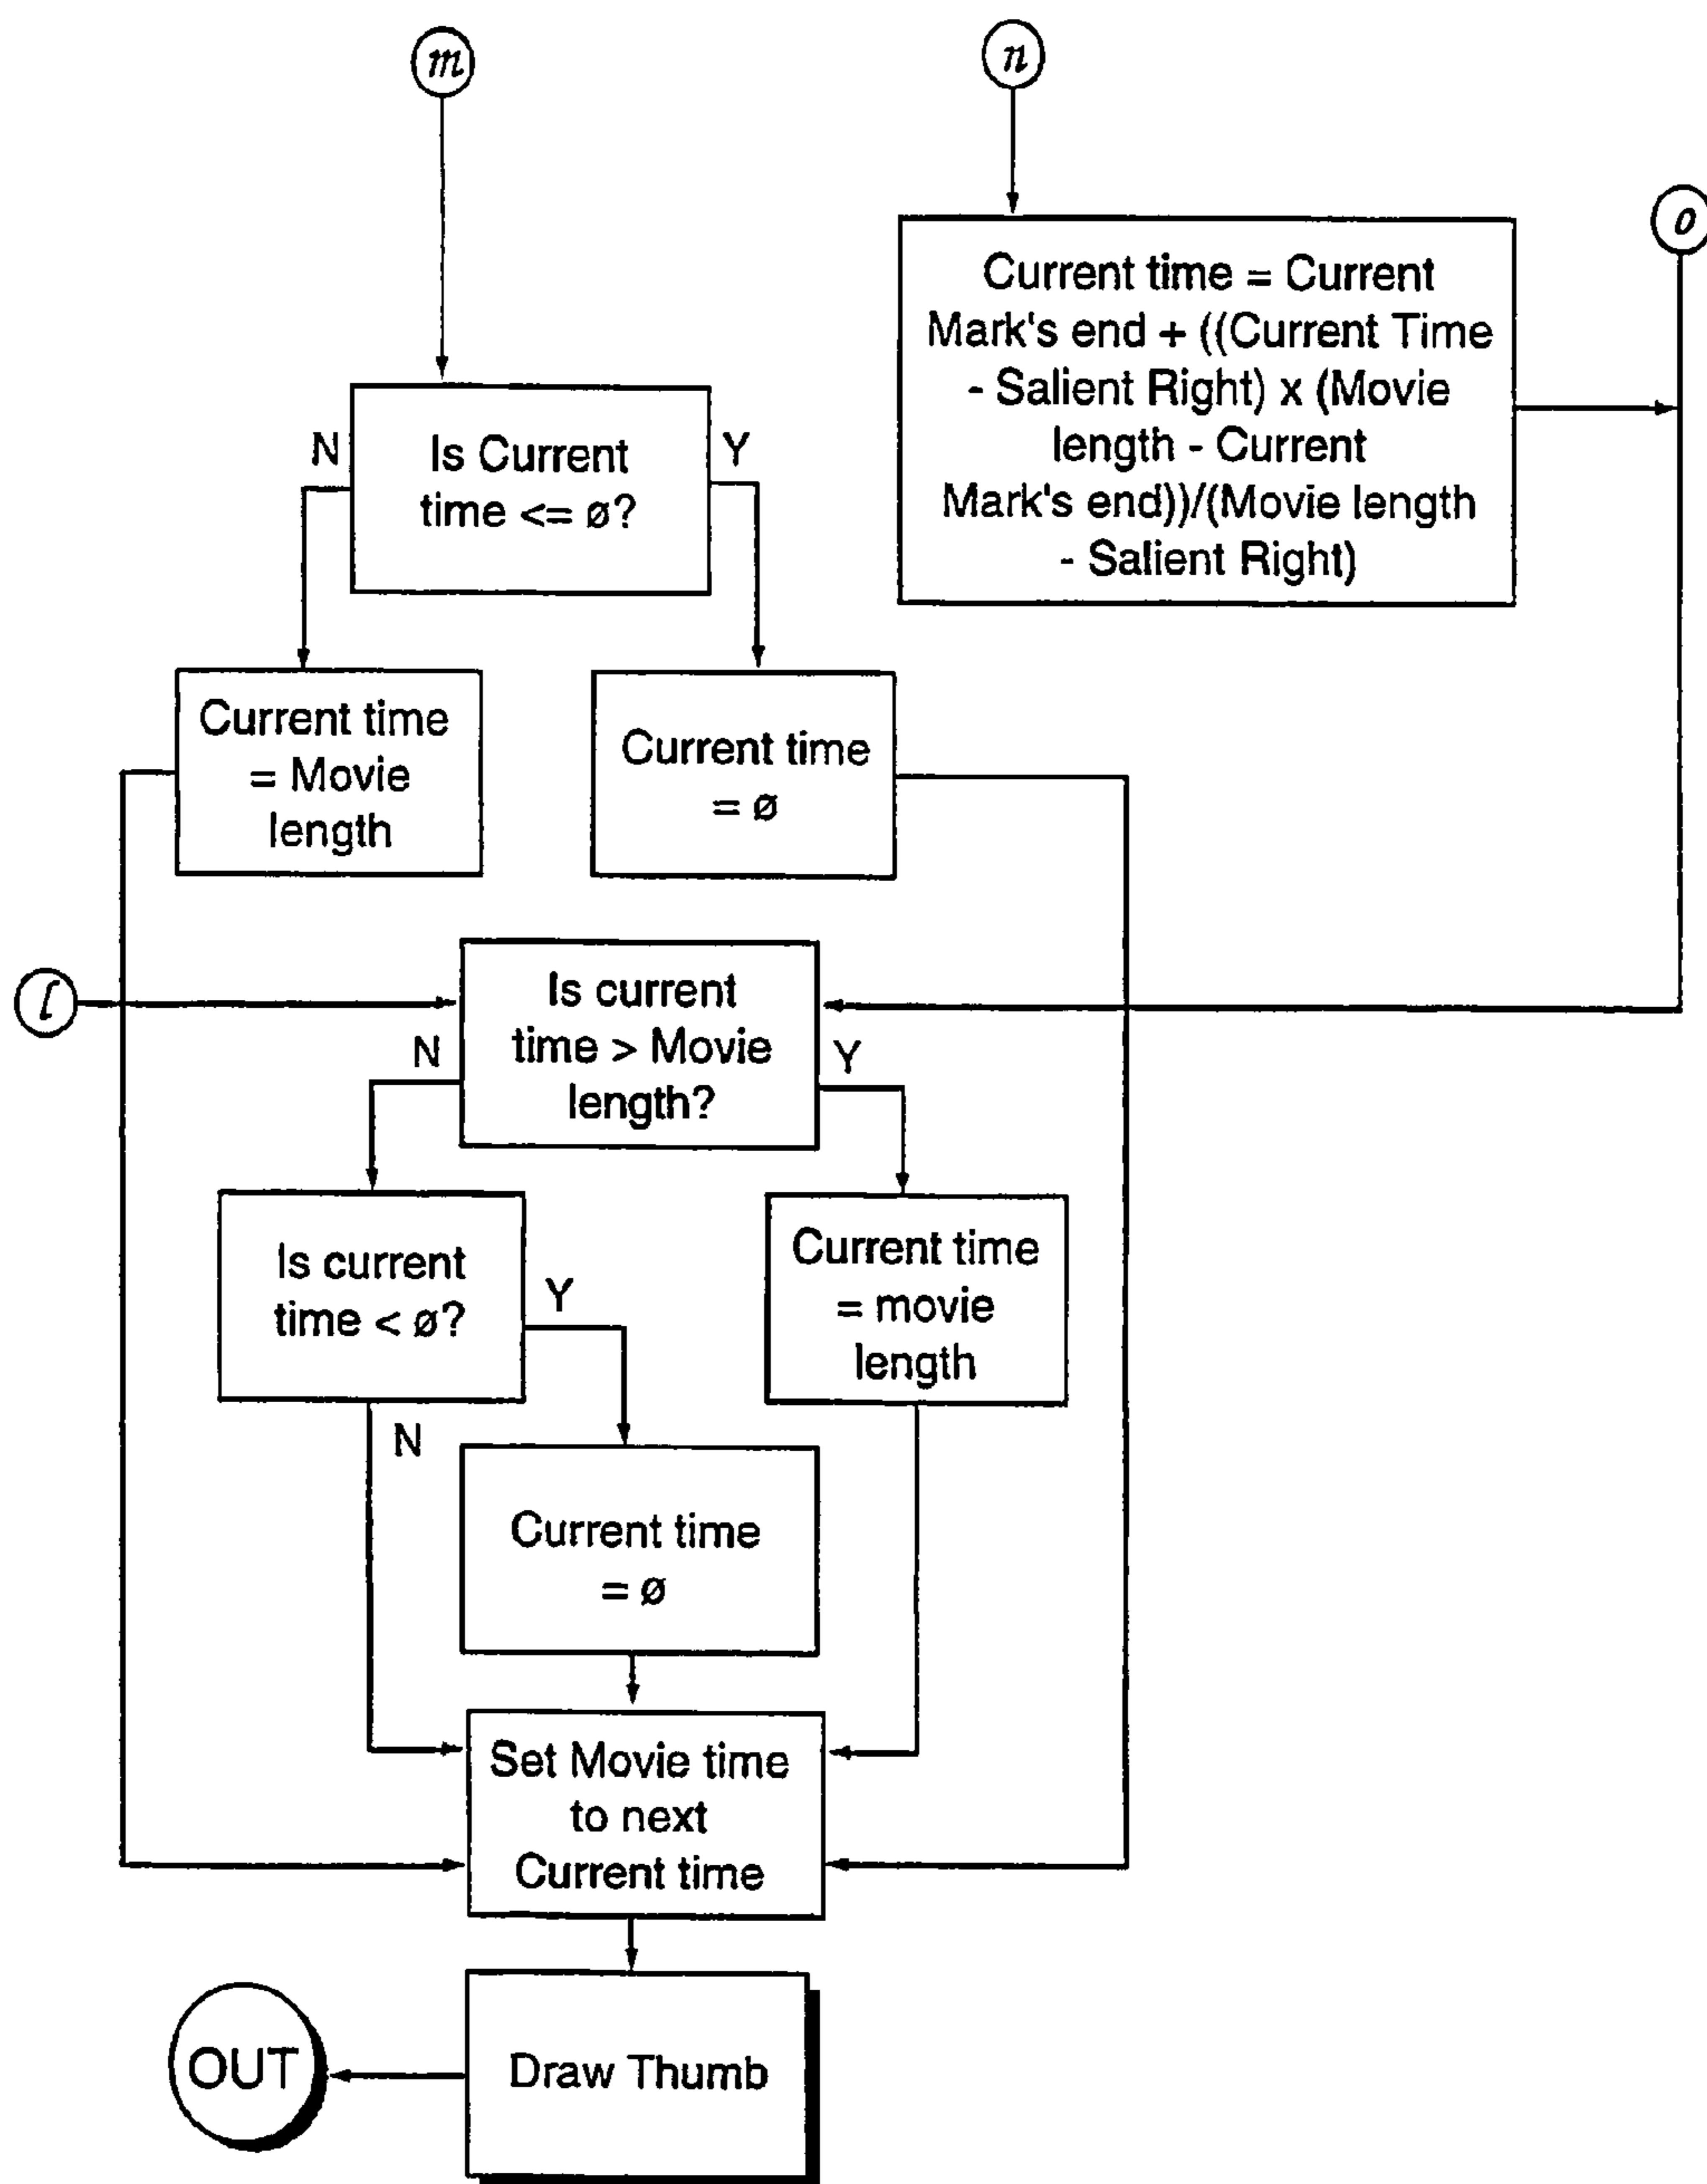 m
n
o
Current time = Current
Mark's end + ((Current Time
- Salient Right) x (Movie
length - Current
Mark's end))/(Movie length
- Salient Right)
N
Is Current
time <= ø?
Y
Current time
= Movie
length
Current time
= ø
l
Is current
time > Movie
length?
N
Y
Is current
time < ø?
Y
N
Current time
= movie
length
Current time
= ø
Set Movie time
to next
Current time
Draw Thumb
OUT